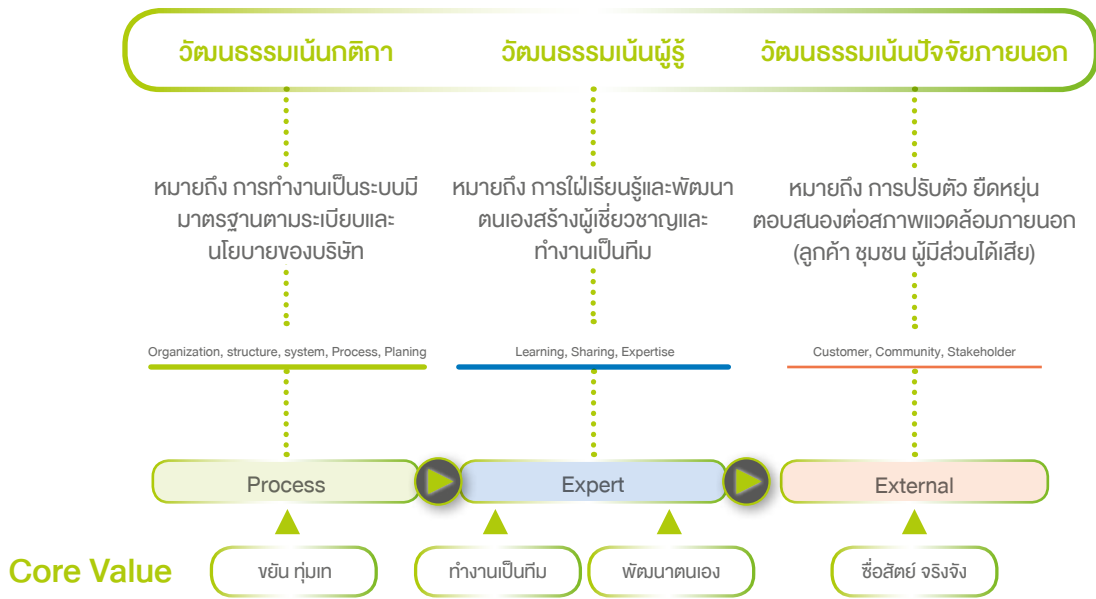 วัฒนธรรมเน้นกติกา
วัฒนธรรมเน้นผู้รู้
วัฒนธรรมเน้นปัจจัยภายนอก
หมายถึง การทำงานเป็นระบบมี
มาตรฐานตามระเบียบและ
นโยบายของบริษัท
หมายถึง การใฝ่เรียนรู้และพัฒนา
ตนเองสร้างผู้เชี่ยวชาญและ
ทำงานเป็นทีม
หมายถึง การปรับตัว ยืดหยุ่น
ตอบสนองต่อสภาพแวดล้อมภายนอก
(ลูกค้า ชุมชน ผู้มีส่วนได้เสีย)
Organization, structure, system, Process, Planing
Learning, Sharing, Expertise
Customer, Community, Stakeholder
Process
Expert
External
Core Value
ขยัน ทุ่มเท
ทำงานเป็นทีม
พัฒนาตนเอง
ซื่อสัตย์ จริงจัง